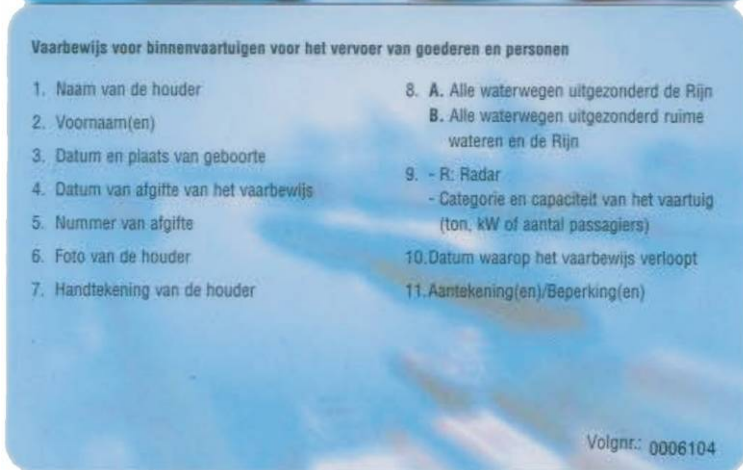 Vaarbewijs voor binnenvaartuigen voor het vervoer van goederen en personen
1. Naam van de houder
2. Voornaam(en)
3. Datum en plaats van geboorte
4. Datum van afgifte van het vaarbewijs
5. Nummer van afgifte
6. Foto van de houder
7. Handtekening van de houder
8. A. Alle waterwegen uitgezonderd de Rijn
B. Alle waterwegen uitgezonderd ruime
wateren en de Rijn
9. - R: Radar
- Categorie en capaciteit van het vaartuig
(ton, kW of aantal passagiers)
10. Datum waarop het vaarbewijs verloopt
11. Aantekening(en)/Beperking(en)
Volgnr.: 0006104